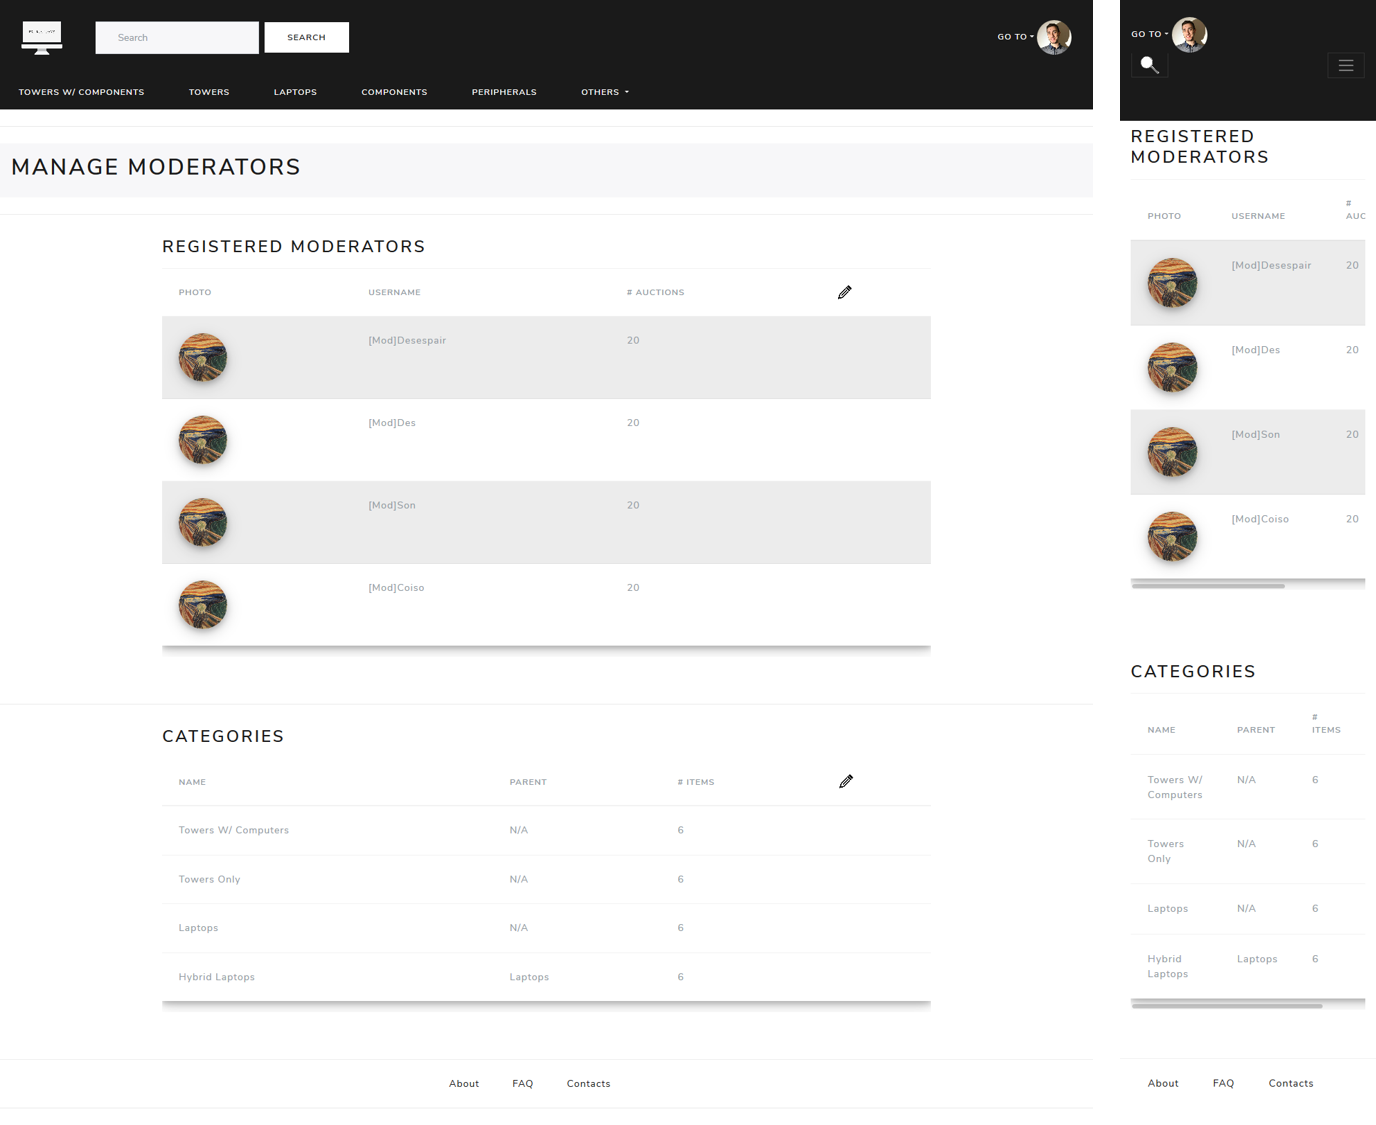 Search
SEARCH
GO TO
TOWERS W/ COMPONENTS
TOWERS
LAPTOPS
COMPONENTS
PERIPHERALS
OTHERS
MANAGE MODERATORS
REGISTERED MODERATORS
PHOTO USERNAME # AUCTIONS
[Mod]Desespair 20
[Mod]Des 20
[Mod]Son 20
[Mod]Coiso 20
CATEGORIES
NAME PARENT # ITEMS
Towers W/ Computers N/A 6
Towers Only N/A 6
Laptops N/A 6
Hybrid Laptops Laptops 6
About FAQ Contacts
GO TO
REGISTERED
MODERATORS
PHOTO USERNAME #
AUC
[Mod]Desespair 20
[Mod]Des 20
[Mod]Son 20
[Mod]Coiso 20
CATEGORIES
NAME PARENT #
ITEMS
Towers W/ N/A 6
Computers
Towers N/A 6
Only
Laptops N/A 6
Hybrid Laptops 6
Laptops
About FAQ Contacts